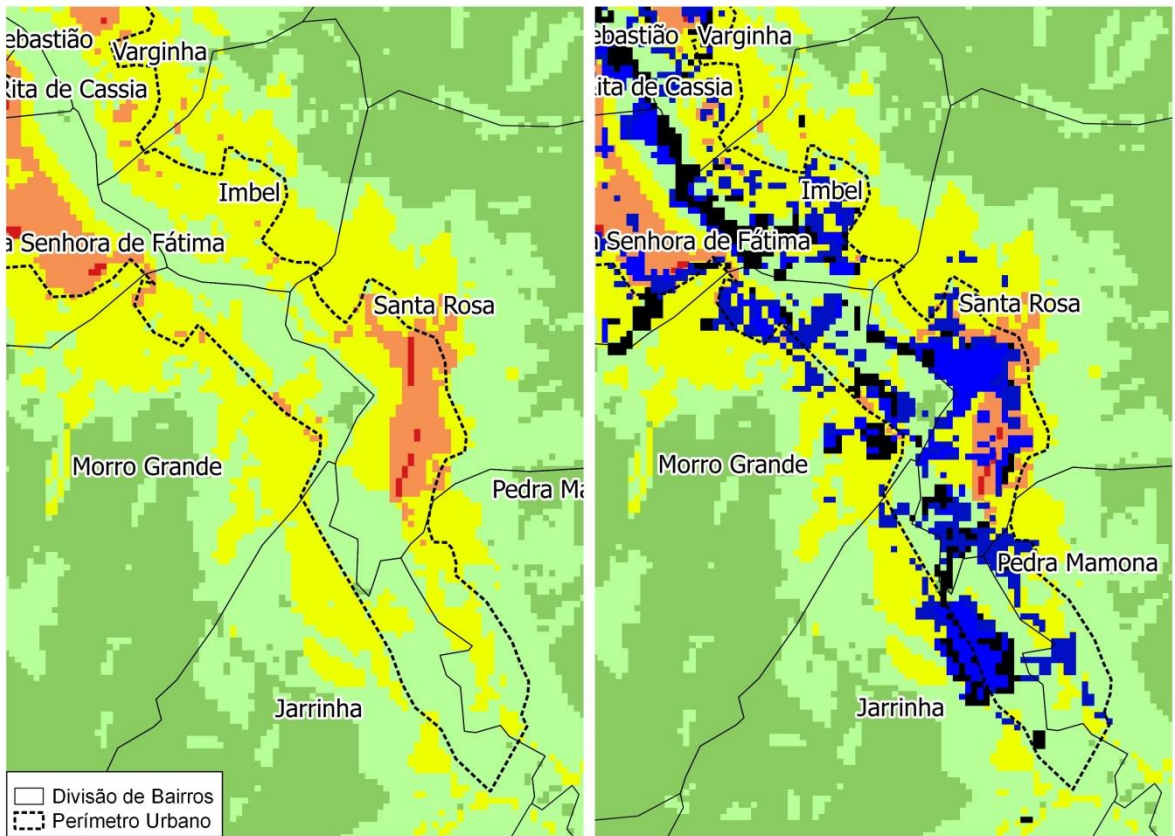 ebastião
Varginha
Rita de Cassia
Imbel
a Senhora de Fátima
Santa Rosa
Morro Grande
Pedra Ma
Jarrinha
Divisão de Bairros
Perímetro Urbano
ebastião
Varginha
Rita de Cassia
Imbel
a Senhora de Fátima
Santa Rosa
Morro Grande
Pedra Mamona
Jarrinha